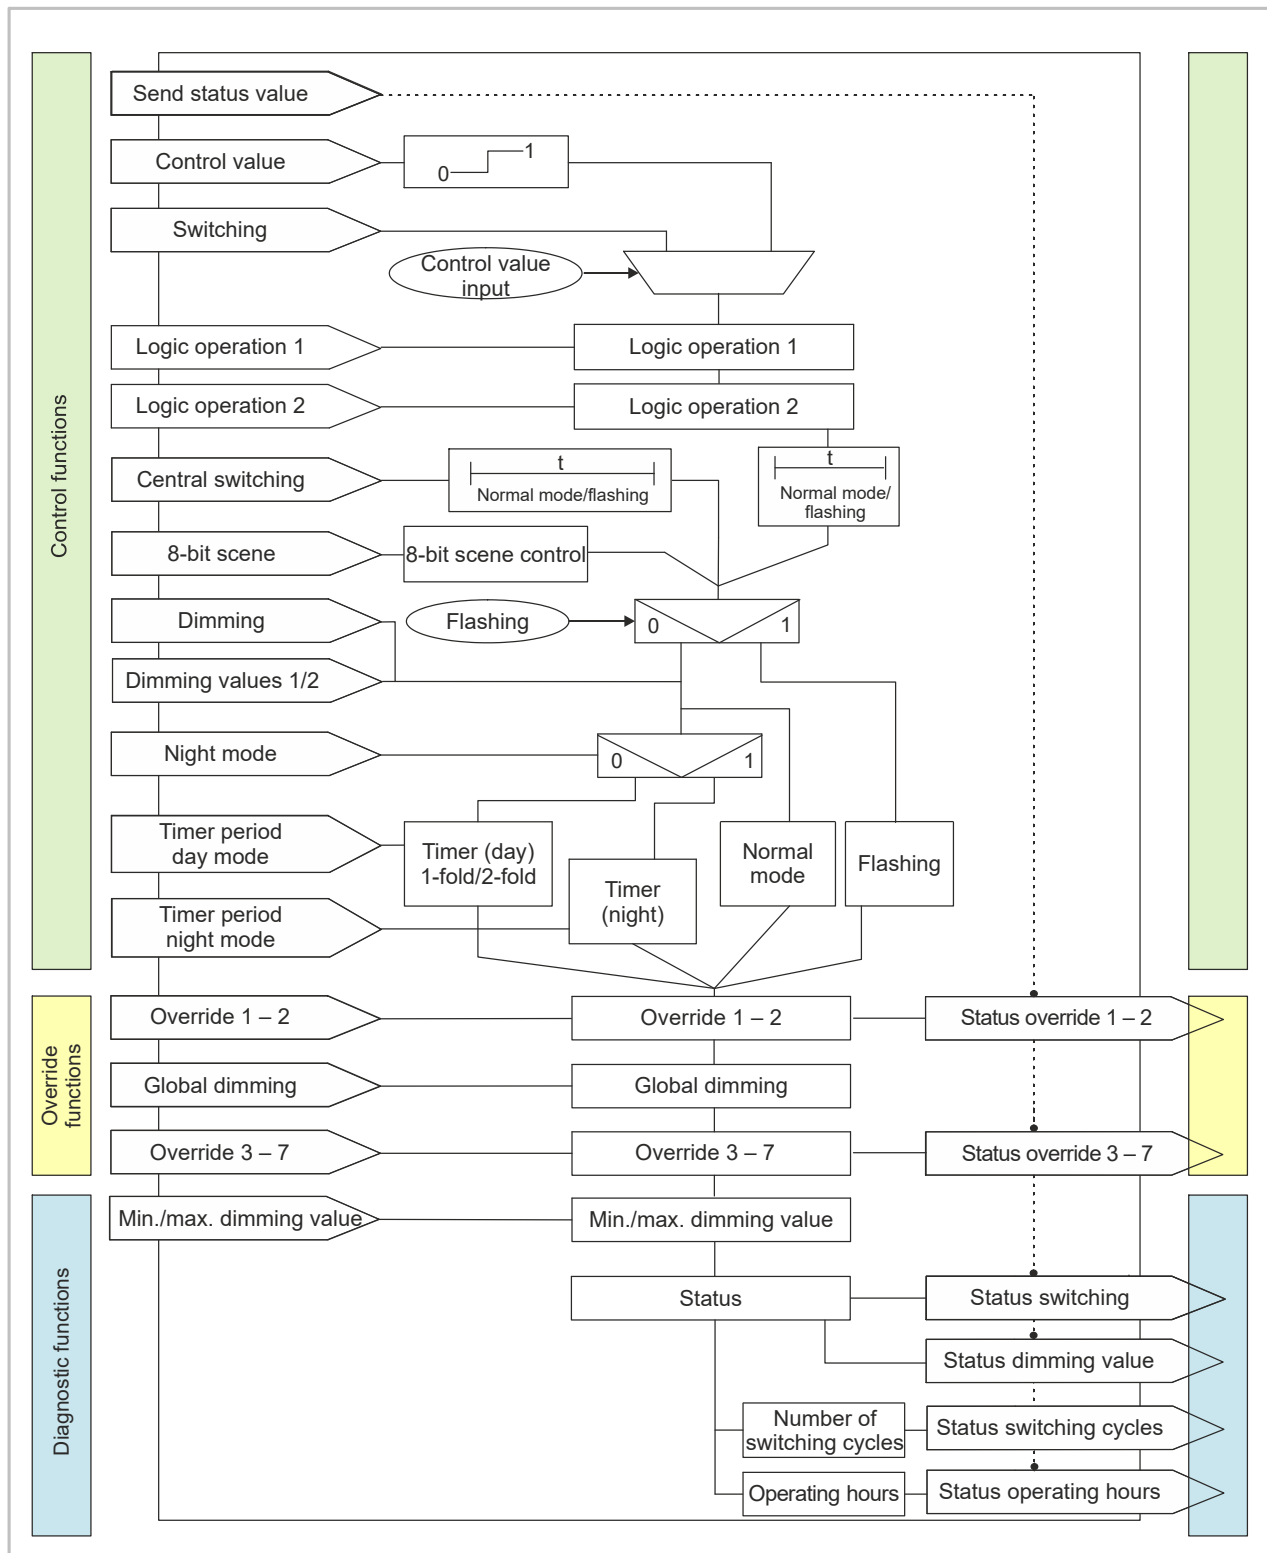 Control functions
Send status value
Control value
0
1
Switching
Control value
input
Logic operation 1
Logic operation 1
Logic operation 2
Logic operation 2
Central switching
t
Normal mode/flashing
t
Normal mode/
flashing
8-bit scene
8-bit scene control
Dimming
Flashing
0
1
Dimming values 1/2
Night mode
0
1
Timer period
day mode
Timer (day)
1-fold/2-fold
Normal
mode
Flashing
Timer period
night mode
Timer
(night)
Override
functions
Override 1 – 2
Override 1 – 2
Status override 1 – 2
Global dimming
Global dimming
Override 3 – 7
Override 3 – 7
Status override 3 – 7
Diagnostic functions
Min./max. dimming value
Min./max. dimming value
Status
Status switching
Status dimming value
Number of
switching cycles
Status switching cycles
Operating hours
Status operating hours